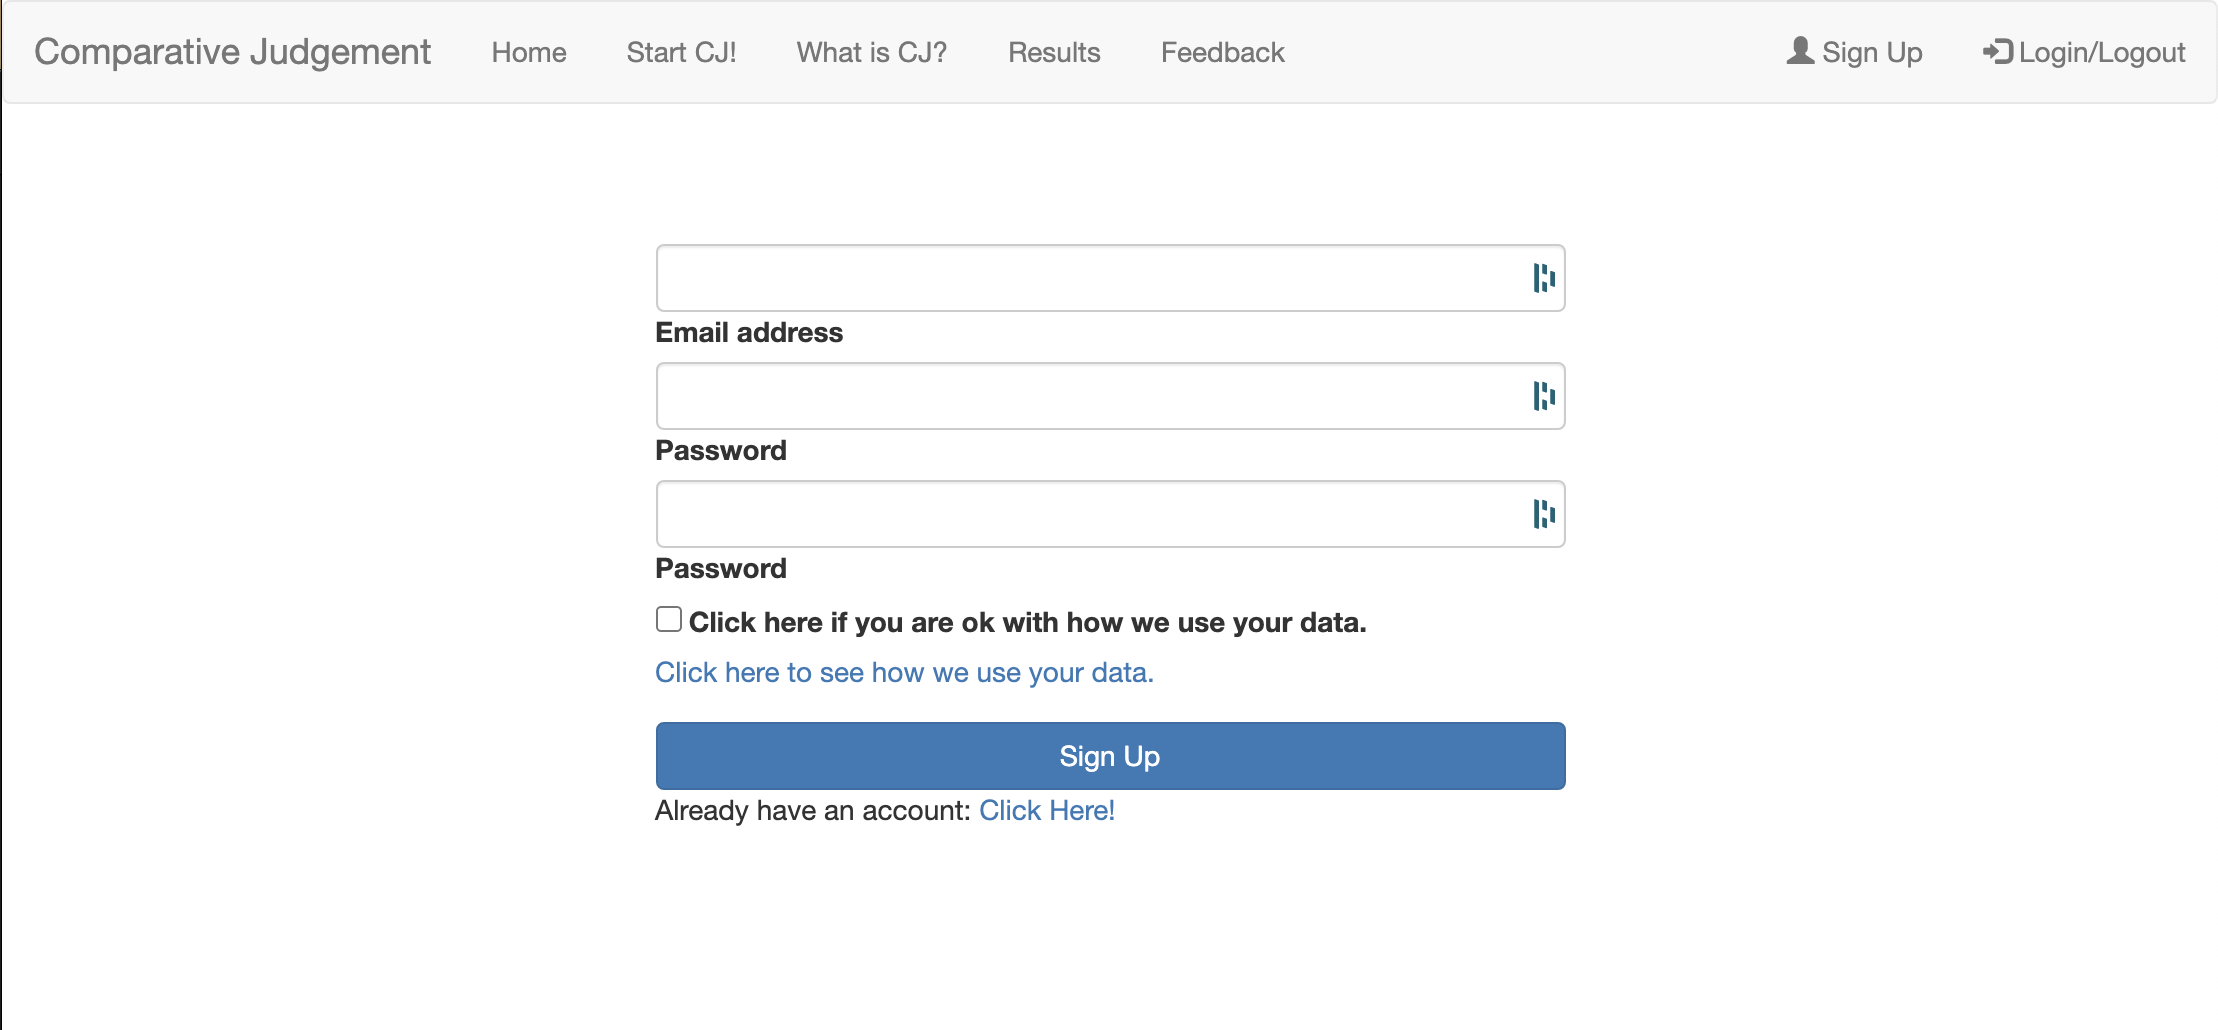 Comparative Judgement Home Start CJ! What is CJ? Results Feedback Sign Up Login/Logout
Email address
Password
Password
Click here if you are ok with how we use your data.
Click here to see how we use your data.
Sign Up
Already have an account: Click Here!